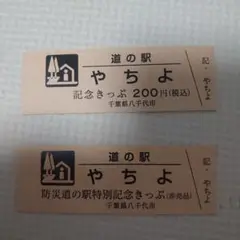 道の駅
やちよ
記念きっぷ 200円(税込)
千葉県八千代市
記・やちよ
道の駅
やちよ
防災道の駅特別記念きっぷ(非売品)
千葉県八千代市
記・やちよ